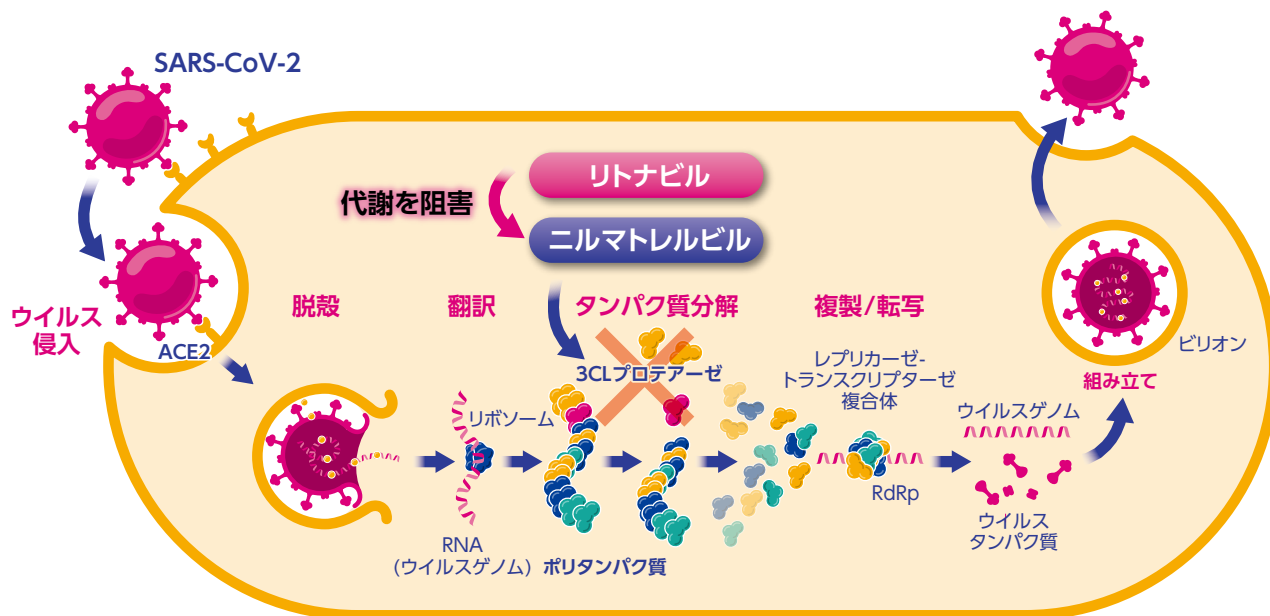 SARS-CoV-2
リトナビル
代謝を阻害
ニルマトレルビル
ウイルス
侵入
ACE2
脱殻
翻訳
タンパク質分解
複製/転写
3CLプロテアーゼ
レプリカーゼ-
トランスクリプターゼ
複合体
リボソーム
RNA
(ウイルスゲノム)
ポリタンパク質
RdRp
ウイルスゲノム
ウイルス
タンパク質
ビリオン
組み立て